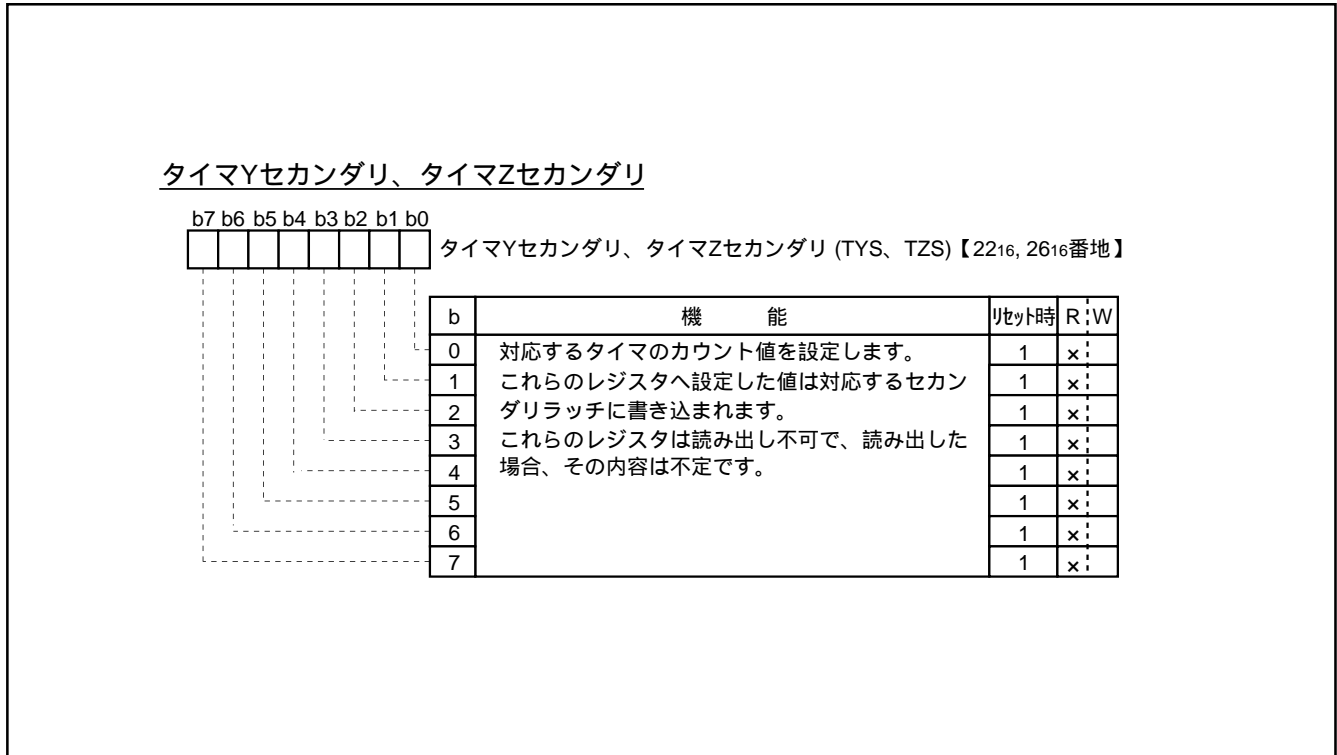 タイマYセカンダリ、タイマZセカンダリ
b7 b6 b5 b4 b3 b2 b1 b0
タイマYセカンダリ、タイマZセカンダリ (TYS、TZS)【2216, 2616番地】
b 機 能 リセット時 R W
0 対応するタイマのカウント値を設定します。 1 ×
1 これらのレジスタへ設定した値は対応するセカン 1 ×
2 ダリラッチに書き込まれます。 1 ×
3 これらのレジスタは読み出し不可で、読み出した 1 ×
4 場合、その内容は不定です。 1 ×
5 1 ×
6 1 ×
7 1 ×